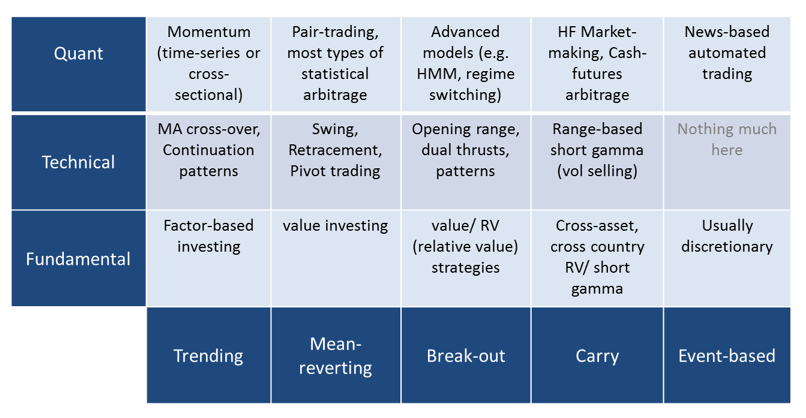 Quant
Momentum
(time-series or
cross-
sectional)
Pair-trading,
most types of
statistical
arbitrage
Advanced
models (e.g.
HMM, regime
switching)
HF Market-
making, Cash-
futures
arbitrage
News-based
automated
trading
Technical
MA cross-over,
Continuation
patterns
Swing,
Retracement,
Pivot trading
Opening range,
dual thrusts,
patterns
Range-based
short gamma
(vol selling)
Nothing much
here
Fundamental
Factor-based
investing
value investing
value/ RV
(relative value)
strategies
Cross-asset,
cross country
RV/ short
gamma
Usually
discretionary
Trending
Mean-
reverting
Break-out
Carry
Event-based